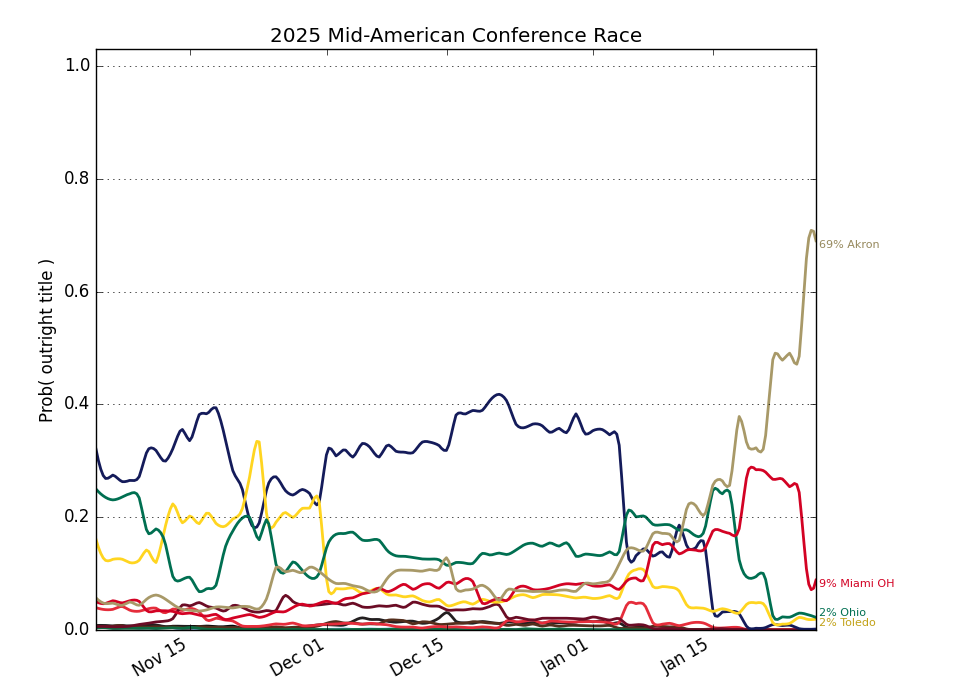 2025 Mid-American Conference Race
Prob( outright title )
1.0
0.8
0.6
0.4
0.2
0.0
69% Akron
9% Miami OH
2% Ohio
2% Toledo
Nov 15
Dec 01
Dec 15
Jan 01
Jan 15